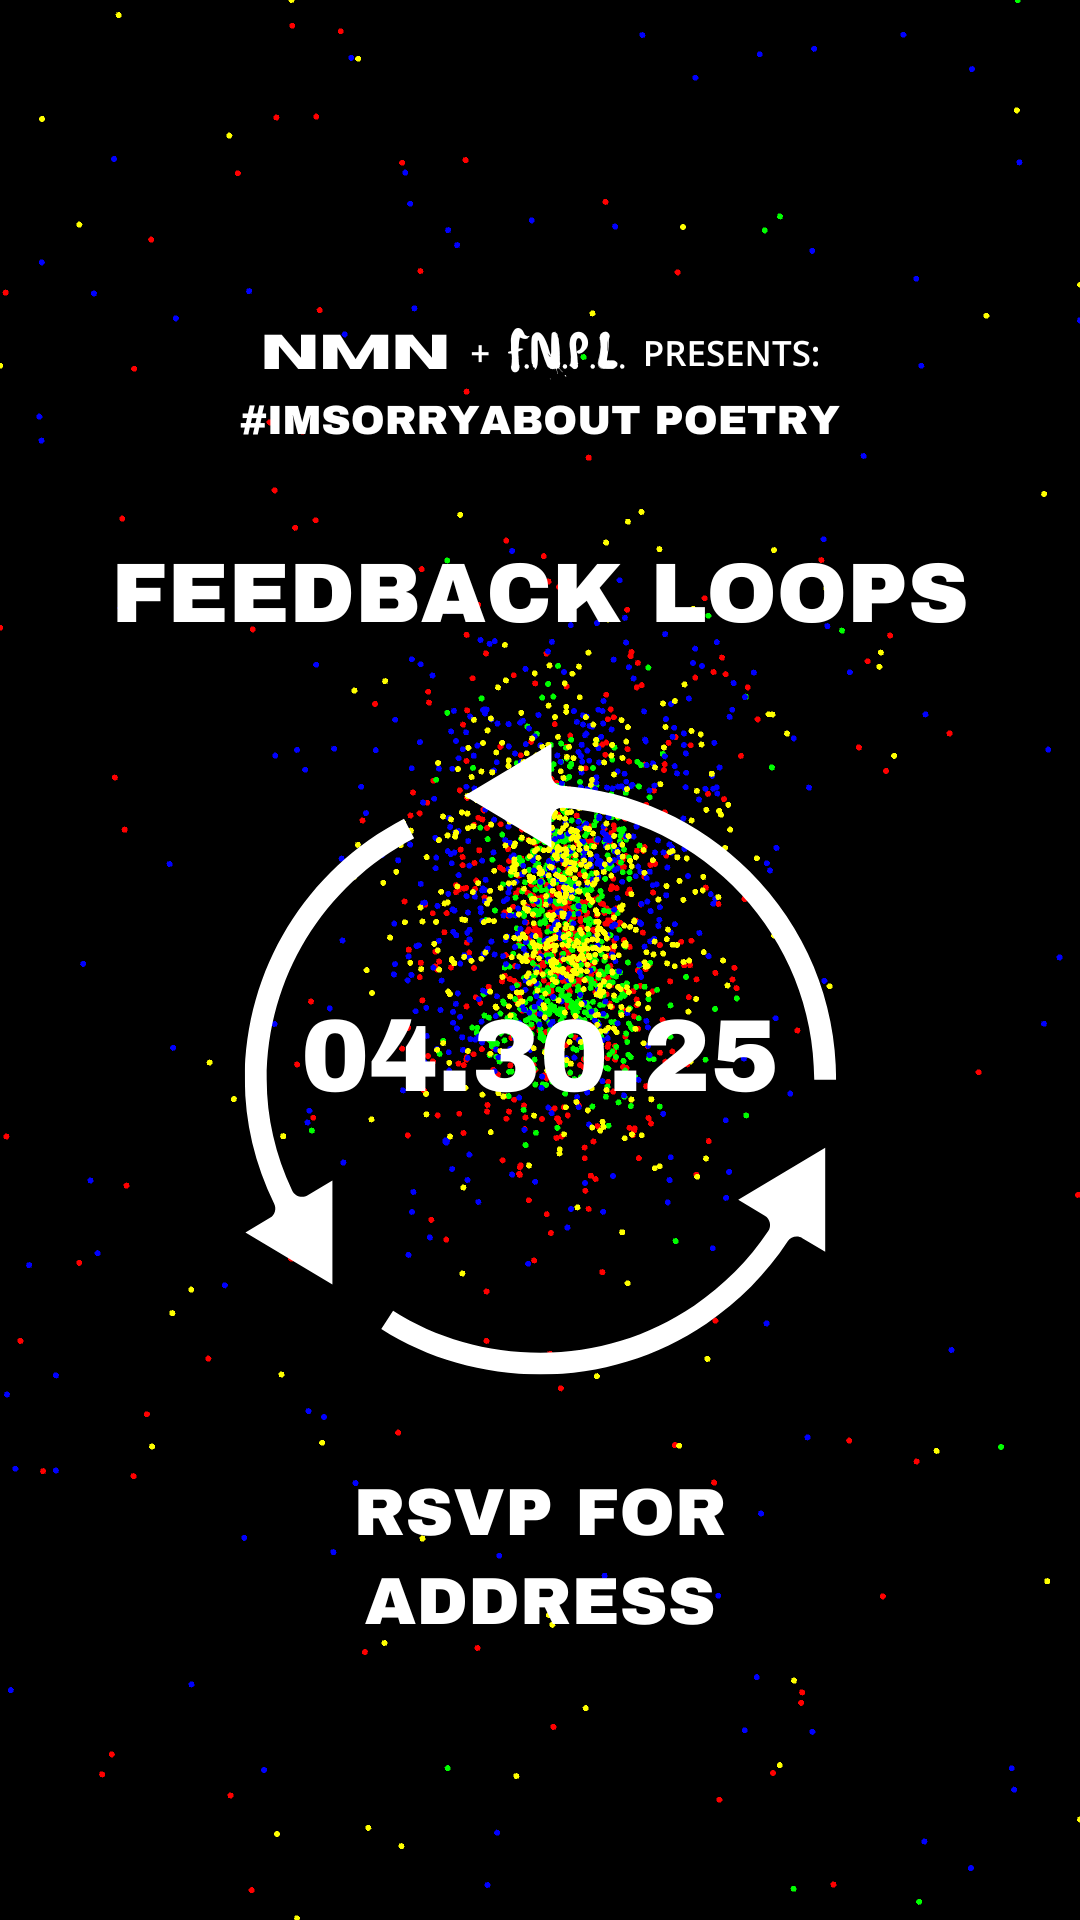 NMN + F.N.P.L. PRESENTS:
#IMSORRYABOUT POETRY
FEEDBACK LOOPS
04.30.25
RSVP FOR
ADDRESS